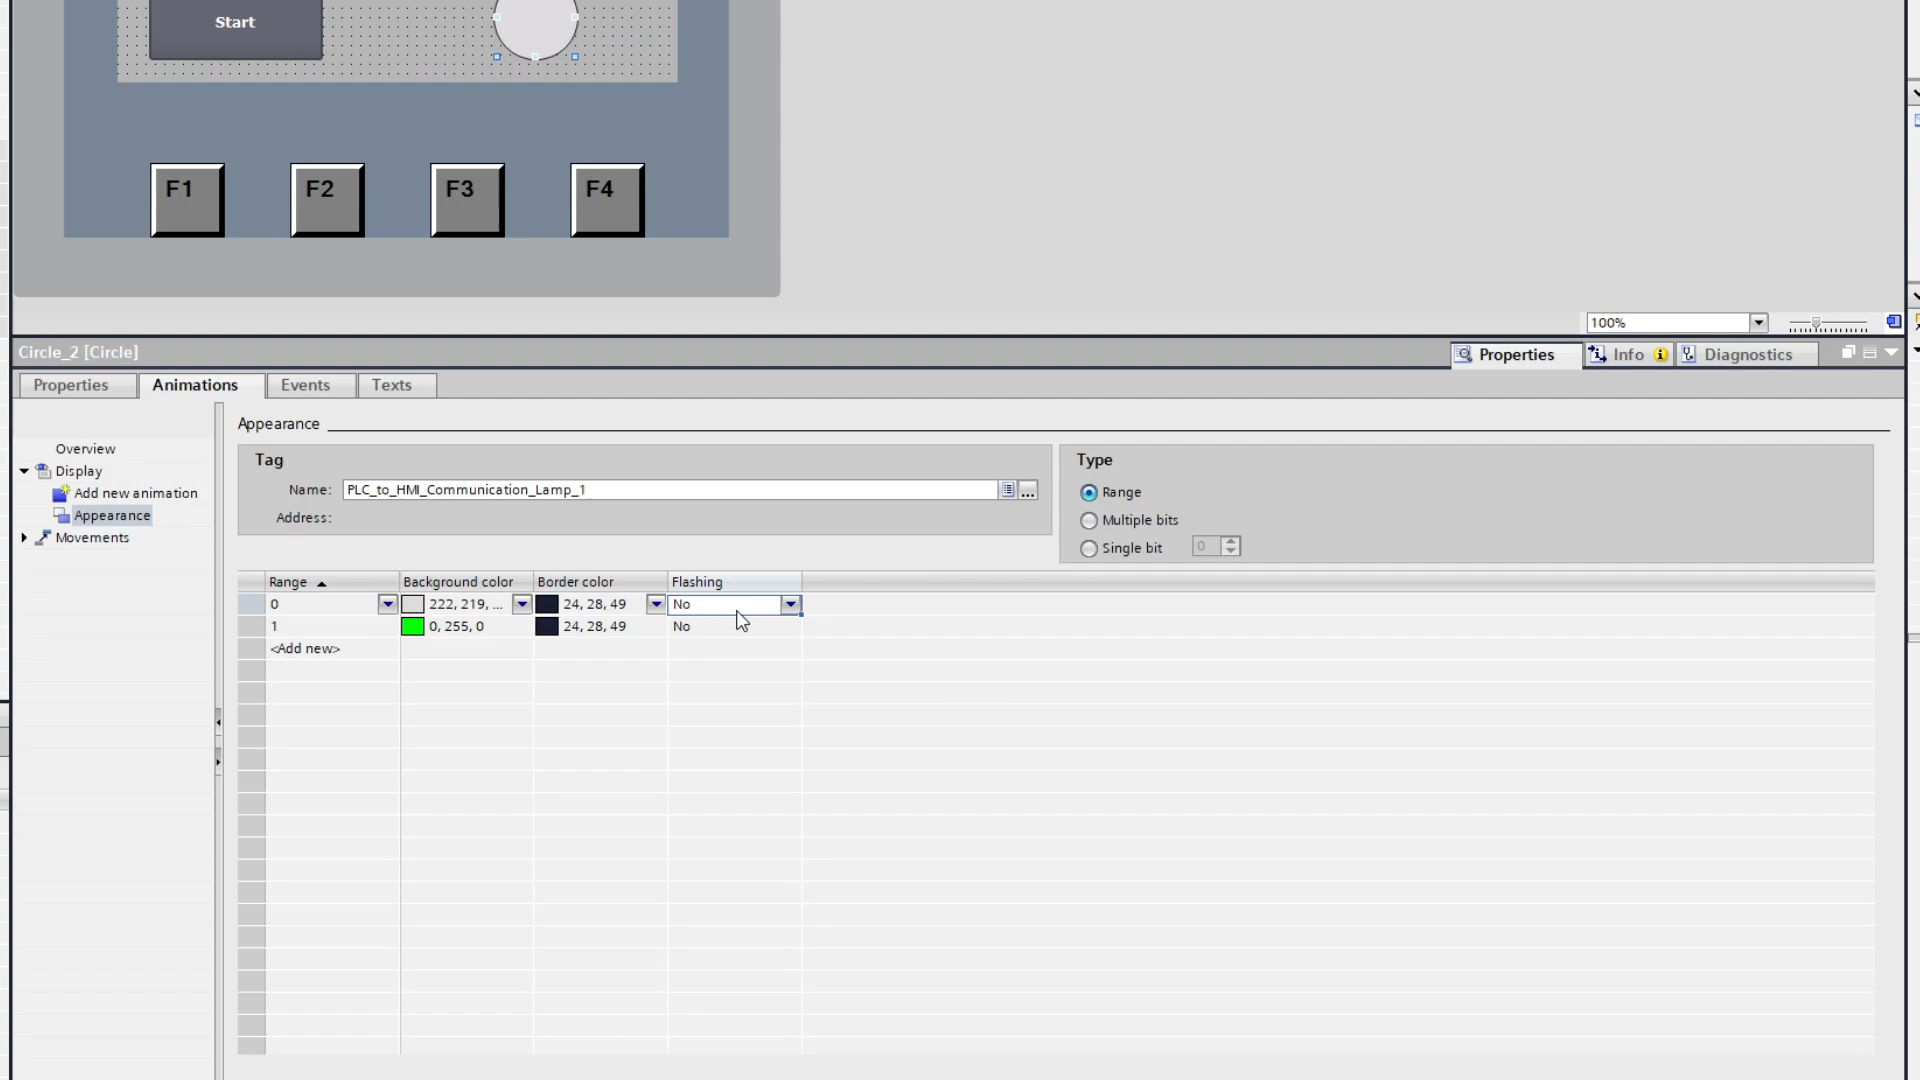 Start
F1 F2 F3 F4
100%
Circle_2 [Circle]
Properties Info Diagnostics
Properties Animations Events Texts
Appearance
Overview
Display
Add new animation
Appearance
Movements
Tag
Name: PLC_to_HMI_Communication_Lamp_1
Address:
Type
Range
Multiple bits
Single bit 0
Range Background color Border color Flashing
0 222, 219, ... 24, 28, 49 No
1 0, 255, 0 24, 28, 49 No
<Add new>